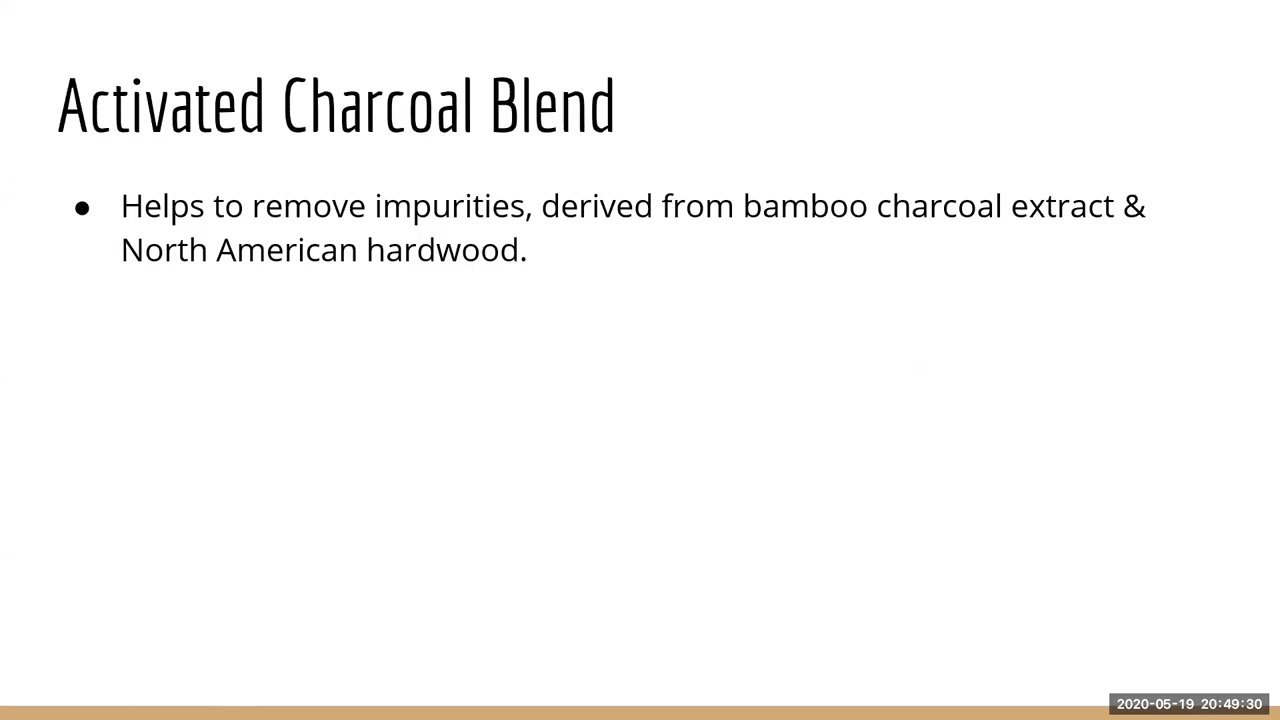 Activated Charcoal Blend
● Helps to remove impurities, derived from bamboo charcoal extract &
North American hardwood.
2020-05-19 20:49:30